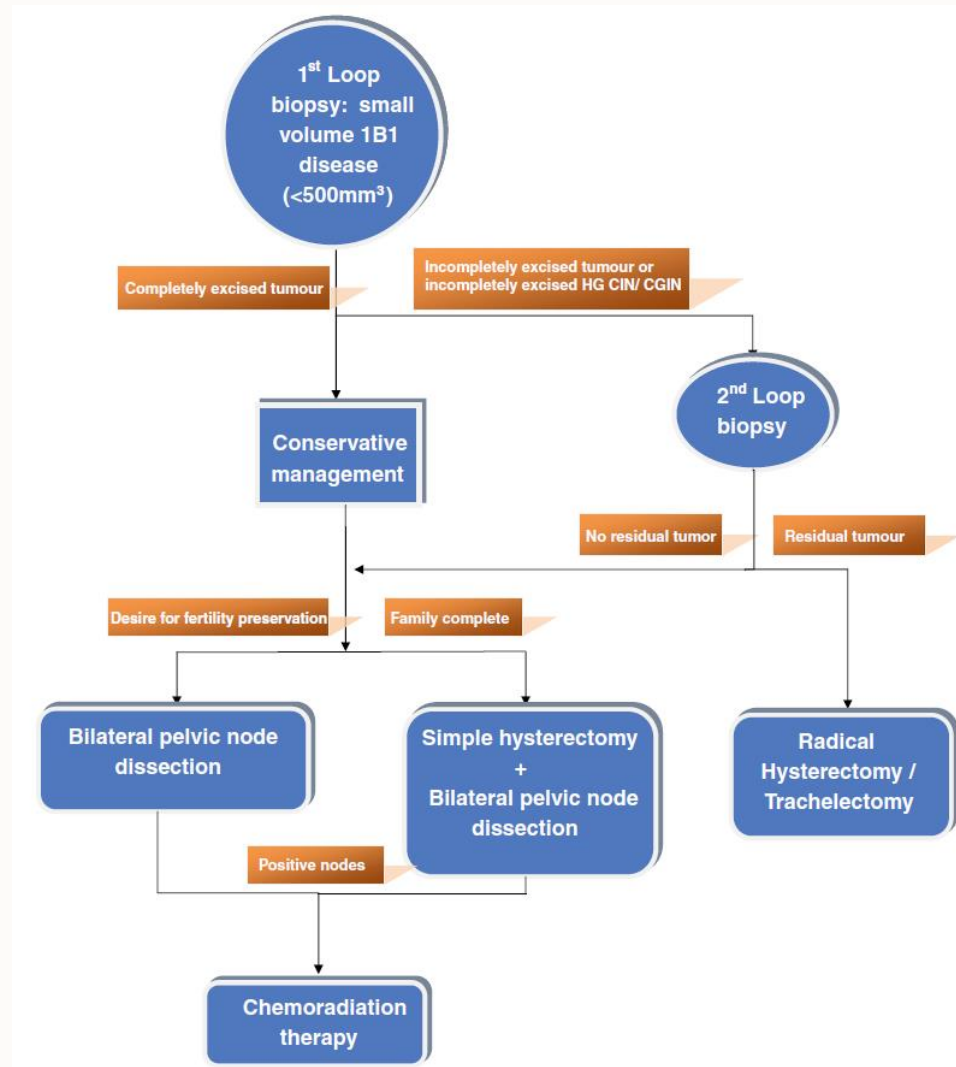 1st Loop
biopsy: small
volume 1B1
disease
(<500mm³)
Completely excised tumour
Incompletely excised tumour or
incompletely excised HG CIN/ CGIN
2nd Loop
biopsy
Conservative
management
No residual tumor
Residual tumour
Desire for fertility preservation
Family complete
Bilateral pelvic node
dissection
Simple hysterectomy
+
Bilateral pelvic node
dissection
Radical
Hysterectomy /
Trachelectomy
Positive nodes
Chemoradiation
therapy